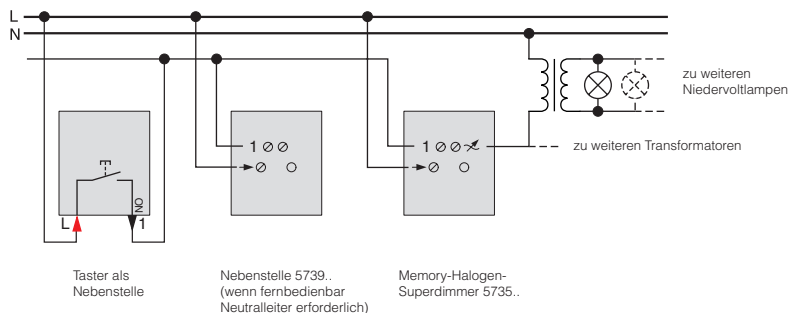 L
N
zu weiteren
Niedervoltlampen
1
1
zu weiteren Transformatoren
NO
L
1
Taster als
Nebenstelle
Nebenstelle 5739..
(wenn fernbedienbar
Neutralleiter erforderlich)
Memory-Halogen-
Superdimmer 5735..